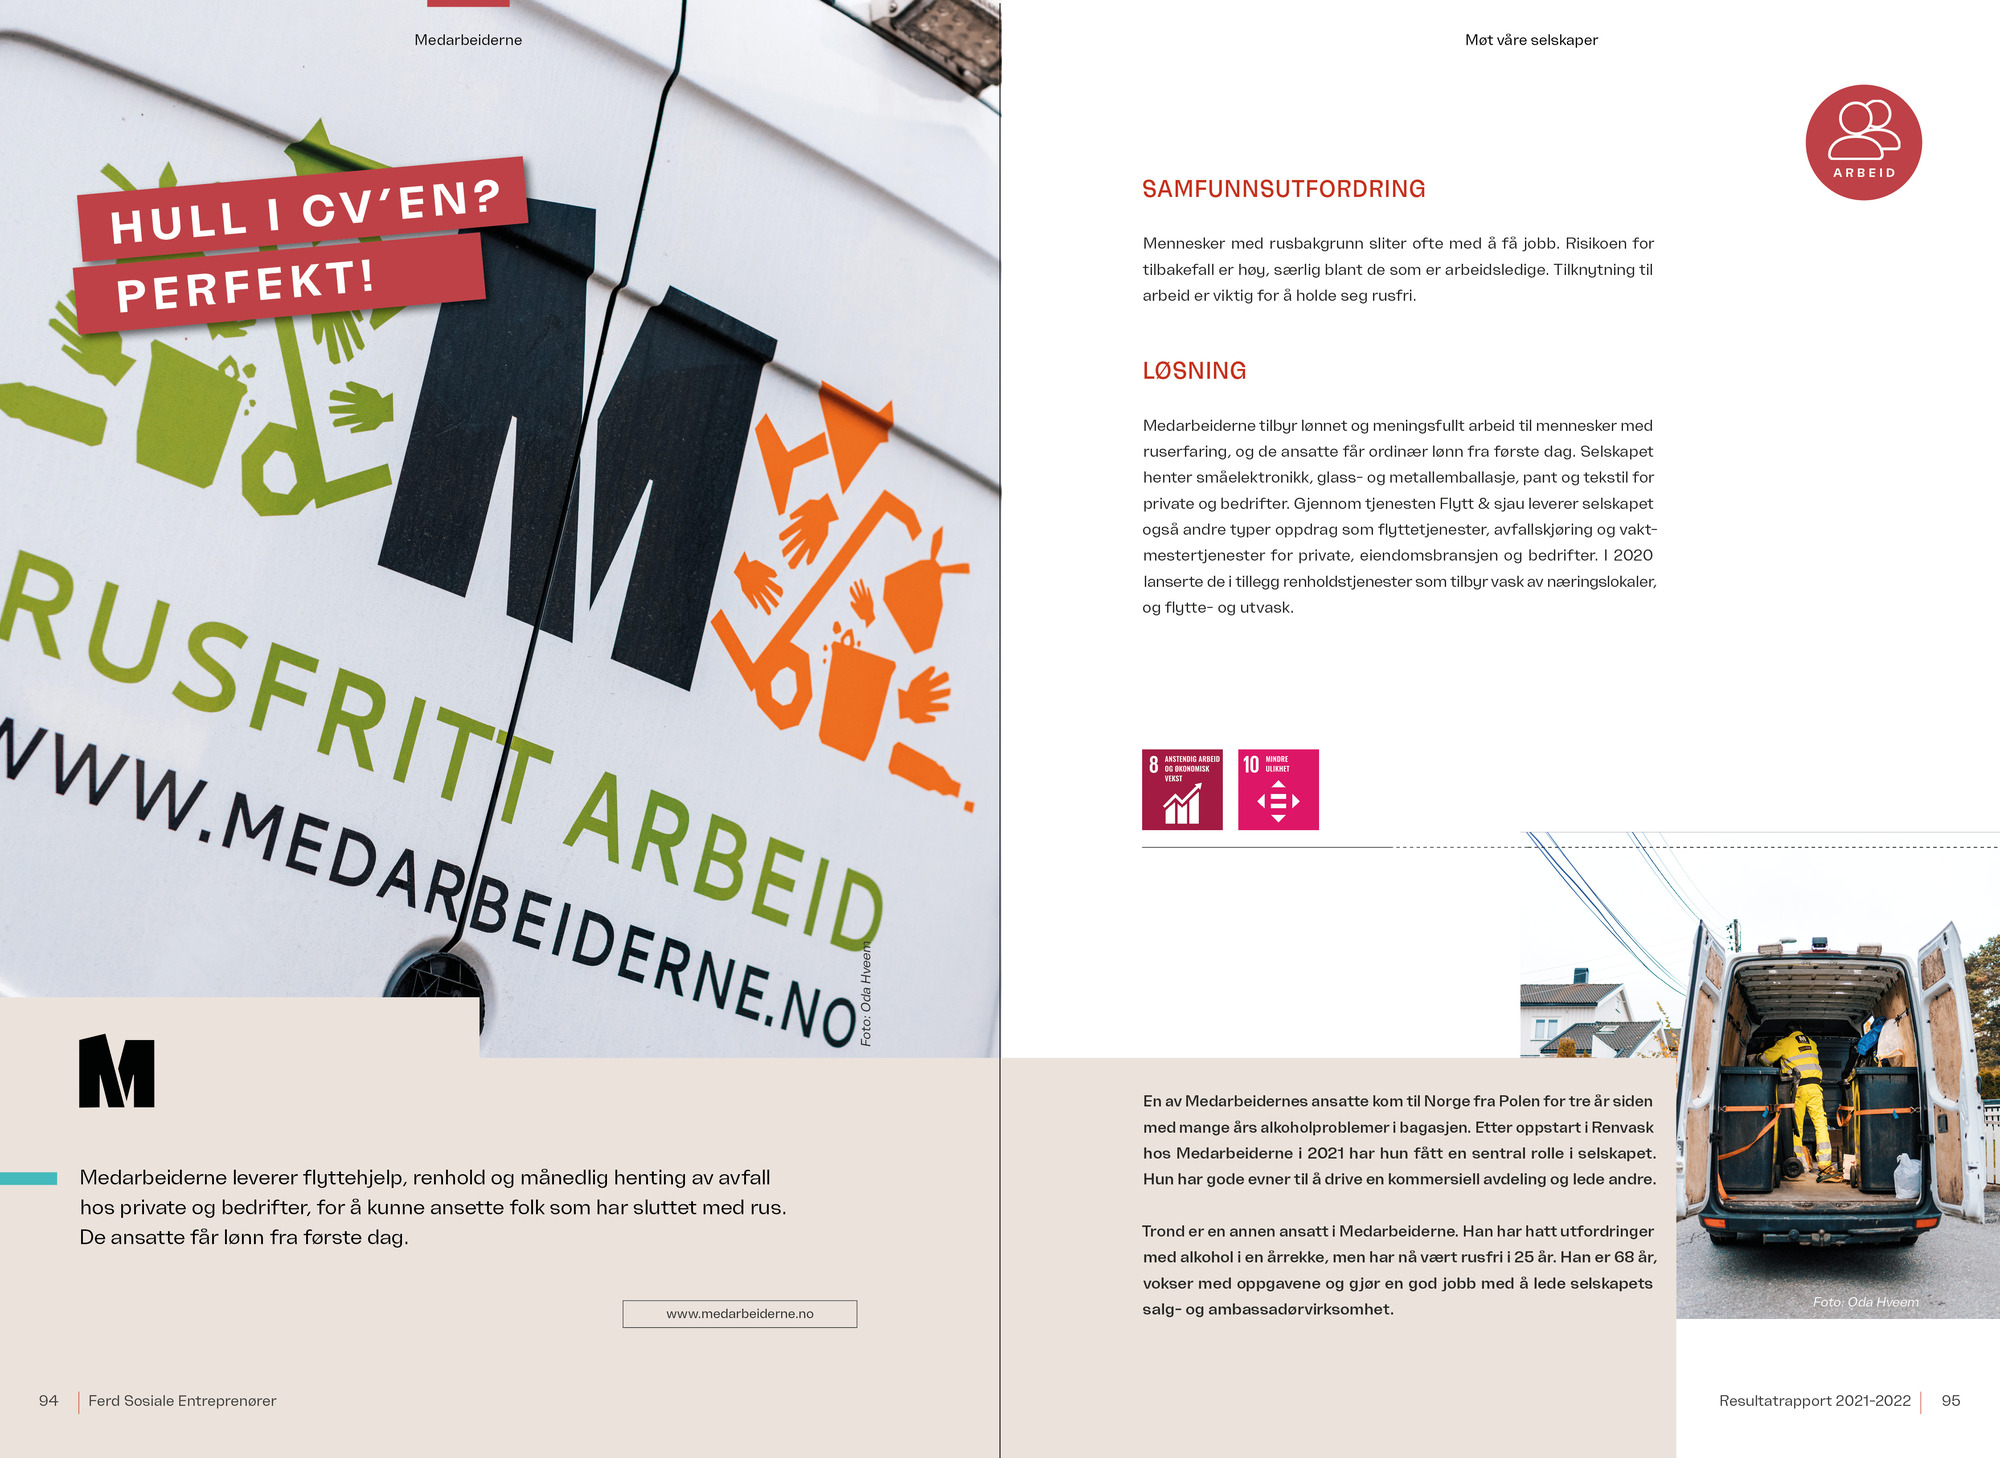 Medarbeiderne
HULL I CV'EN?
PERFEKT!
M
RUSFRITT ARBEID
WWW.MEDARBEIDERNE.NO
Foto: Oda Hveem
M
Medarbeiderne leverer flyttehjelp, renhold og månedlig henting av avfall
hos private og bedrifter, for å kunne ansette folk som har sluttet med rus.
De ansatte får lønn fra første dag.
www.medarbeiderne.no
94 | Ferd Sosiale Entreprenører
Møt våre selskaper
ARBEID
SAMFUNNSUTFORDRING
Mennesker med rusbakgrunn sliter ofte med å få jobb. Risikoen for
tilbakefall er høy, særlig blant de som er arbeidsledige. Tilknytning til
arbeid er viktig for å holde seg rusfri.
LØSNING
Medarbeiderne tilbyr lønnet og meningsfullt arbeid til mennesker med
ruserfaring, og de ansatte får ordinær lønn fra første dag. Selskapet
henter småelektronikk, glass- og metallemballasje, pant og tekstil for
private og bedrifter. Gjennom tjenesten Flytt & sjau leverer selskapet
også andre typer oppdrag som flyttetjenester, avfallskjøring og vakt-
mestertjenester for private, eiendomsbransjen og bedrifter. I 2020
lanserte de i tillegg renholdstjenester som tilbyr vask av næringslokaler,
og flytte- og utvask.
8 ANSTENDIG ARBEID
OG ØKONOMISK
VEKST
10 MINDRE
ULIKHET
En av Medarbeidernes ansatte kom til Norge fra Polen for tre år siden
med mange års alkoholproblemer i bagasjen. Etter oppstart i Renvask
hos Medarbeiderne i 2021 har hun fått en sentral rolle i selskapet.
Hun har gode evner til å drive en kommersiell avdeling og lede andre.
Trond er en annen ansatt i Medarbeiderne. Han har hatt utfordringer
med alkohol i en årrekke, men har nå vært rusfri i 25 år. Han er 68 år,
vokser med oppgavene og gjør en god jobb med å lede selskapets
salg- og ambassadørvirksomhet.
M
Foto: Oda Hveem
Resultatrapport 2021-2022 | 95